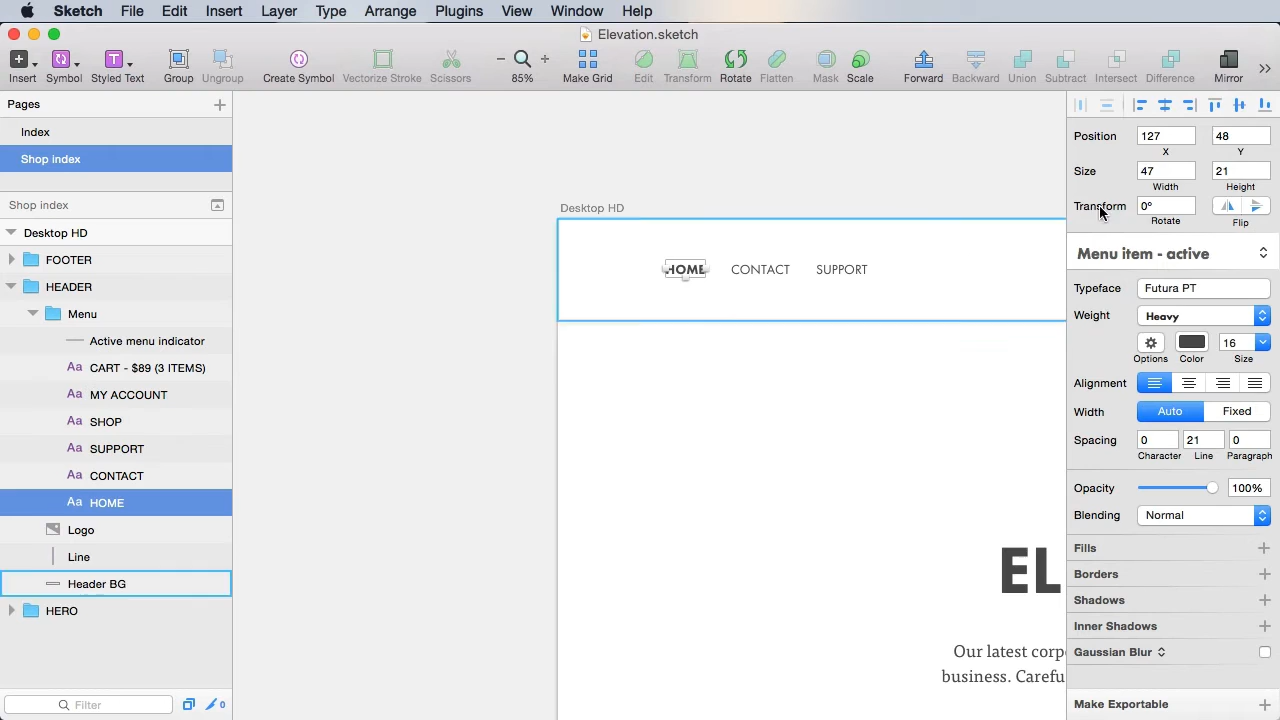 Sketch File Edit Insert Layer Type Arrange Plugins View Window Help
Elevation.sketch
Insert Symbol Styled Text Group Ungroup Create Symbol Vectorize Stroke Scissors 85% Make Grid Edit Transform Rotate Flatten Mask Scale Forward Backward Union Subtract Intersect Difference Mirror
Pages
Index
Shop index
Shop index
Desktop HD
FOOTER
HEADER
Menu
Active menu indicator
Aa CART - $89 (3 ITEMS)
Aa MY ACCOUNT
Aa SHOP
Aa SUPPORT
Aa CONTACT
Aa HOME
Logo
Line
Header BG
HERO
Filter 0
Desktop HD
HOME CONTACT SUPPORT
EL
Our latest corp
business. Carefu
Position 127 48
X Y
Size 47 21
Width Height
Transform 0°
Rotate Flip
Menu item - active
Typeface Futura PT
Weight Heavy
16
Options Color Size
Alignment
Width Auto Fixed
Spacing 0 21 0
Character Line Paragraph
Opacity 100%
Blending Normal
Fills
Borders
Shadows
Inner Shadows
Gaussian Blur
Make Exportable